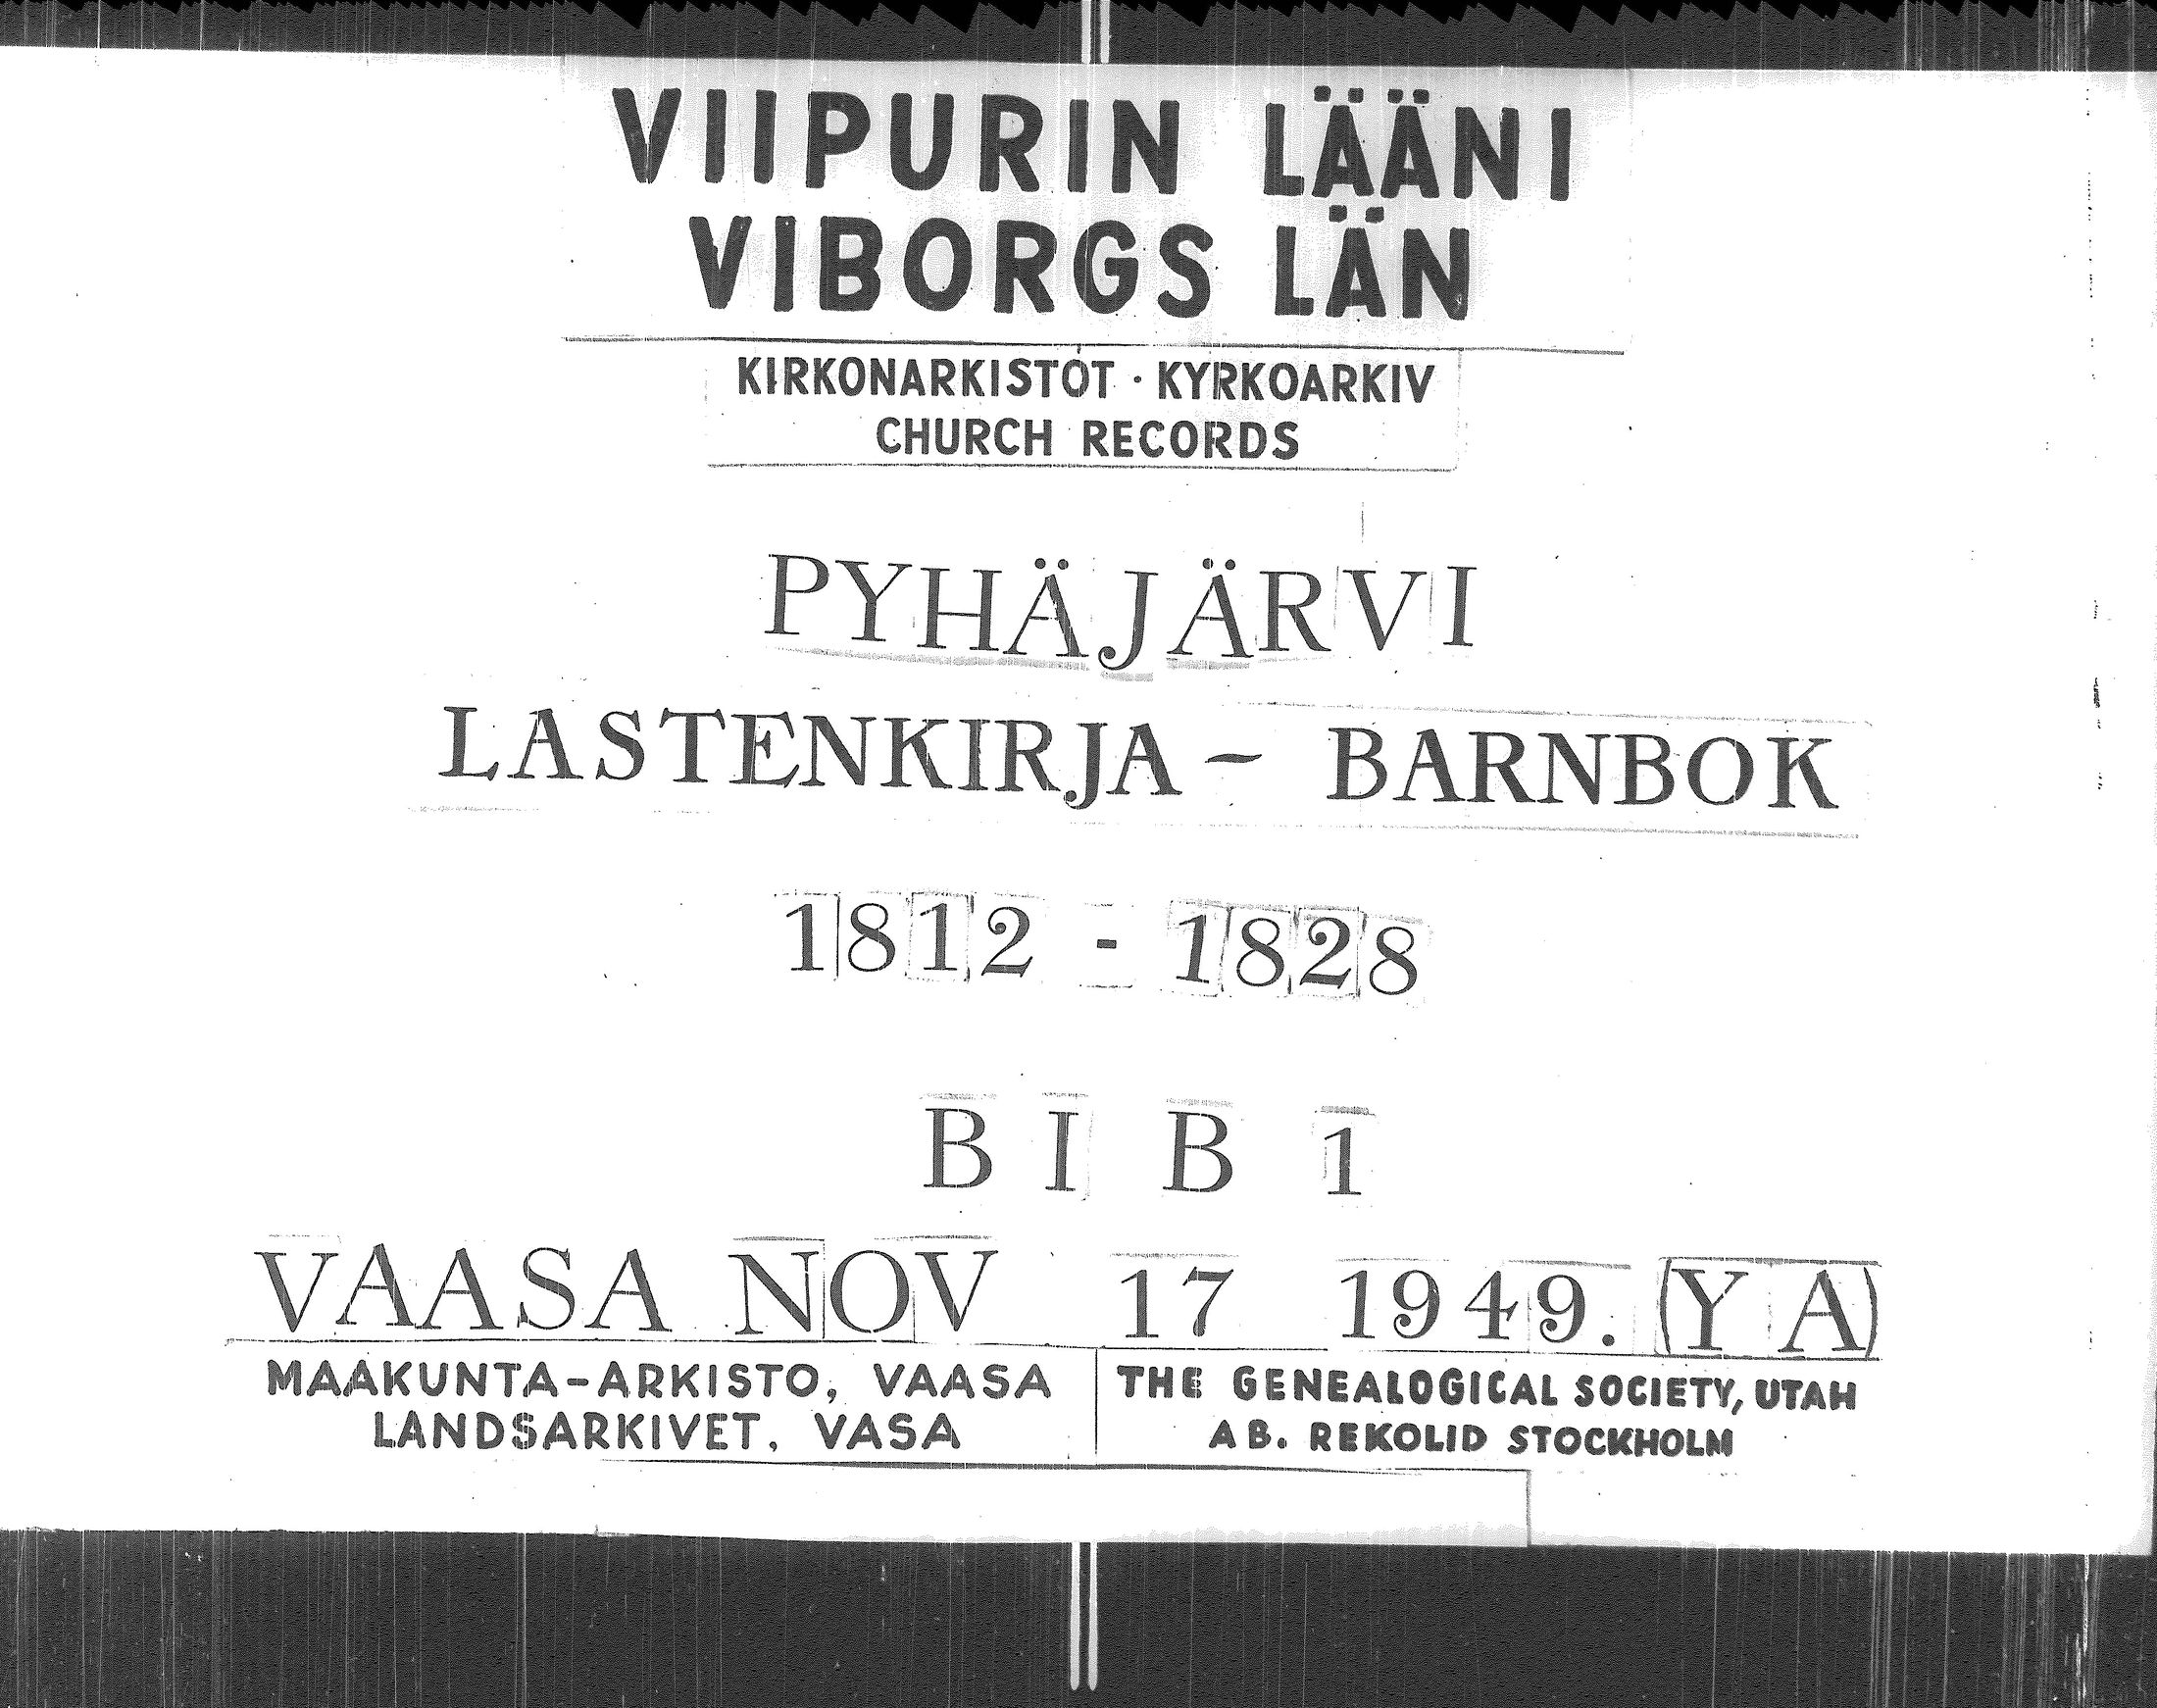 VIIPURIN LÄÄNI
VIBORGS LÄN
KIRKONARKISTOT · KYRKOARKIV
CHURCH RECORDS
PYHÄJÄRVI
LASTENKIRJA - BARNBOK
1812 - 1828
B I B 1
VAASA NOV 17 1949. (Y A)
MAAKUNTA-ARKISTO, VAASA
LANDSARKIVET, VASA
THE GENEALOGICAL SOCIETY, UTAH
AB. REKOLID STOCKHOLM